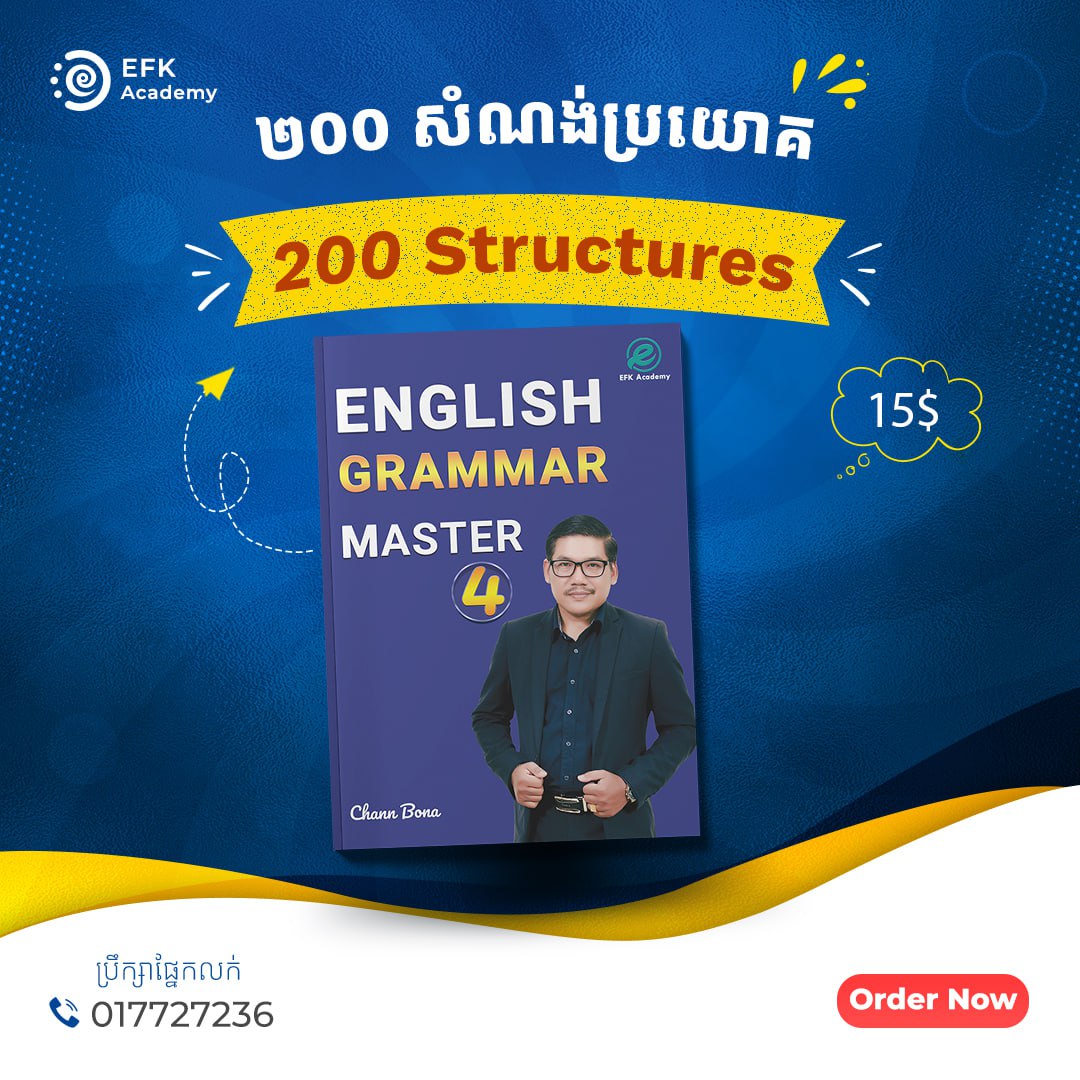 EFK
Academy
២០០ សំណង់ប្រយោគ
200 Structures
EFK Academy
ENGLISH
GRAMMAR
MASTER
4
15$
Chann Bona
ប្រឹក្សាផ្នែកលក់
017727236
Order Now